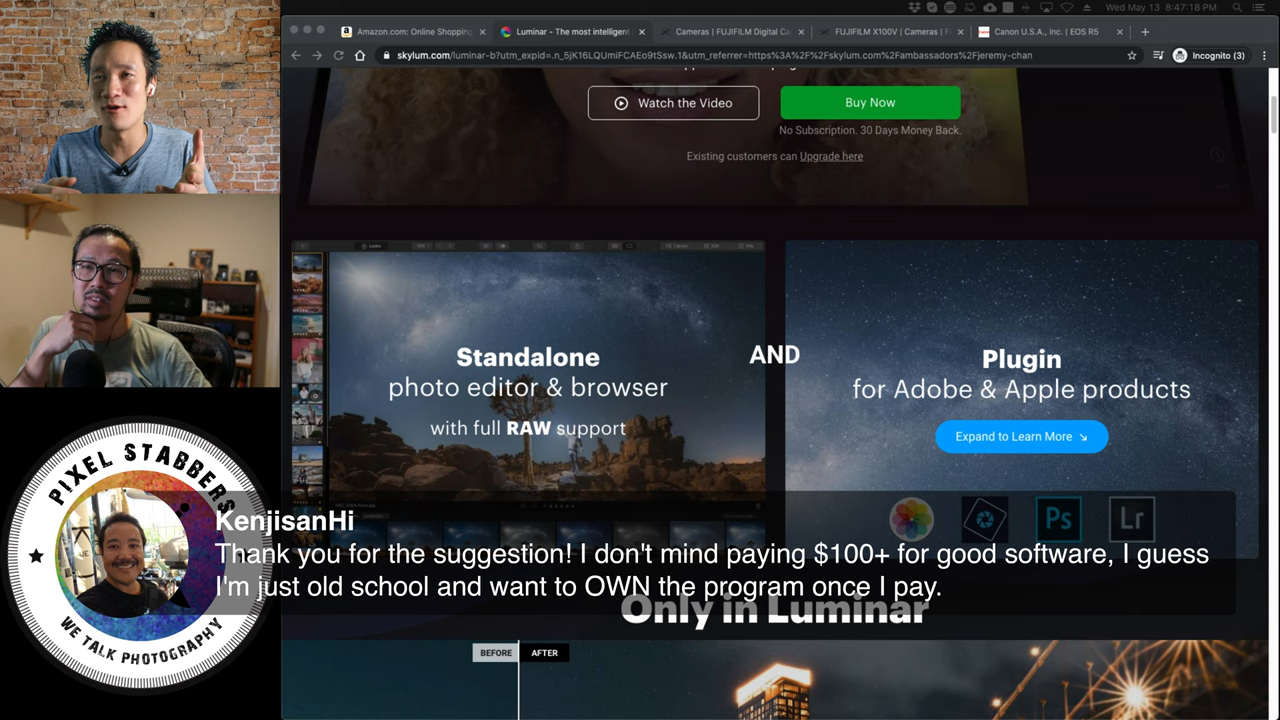 Wed May 13 8:47:18 PM
Amazon.com: Online Shopping
Luminar - The most intelligent
Cameras | FUJIFILM Digital Ca
FUJIFILM X100V | Cameras | F
Canon U.S.A., Inc. | EOS R5
skylum.com/luminar-b?utm_expid=.n_5jK16LQUmiFCAEo9tSsw.1&utm_referrer=https%3A%2F%2Fskylum.com%2Fambassadors%2Fjeremy-chan
Incognito (3)
Watch the Video
Buy Now
No Subscription. 30 Days Money Back.
Existing customers can Upgrade here
Standalone
photo editor & browser
with full RAW support
AND
Plugin
for Adobe & Apple products
Expand to Learn More
Ps
Lr
PIXEL STABBERS
WE TALK PHOTOGRAPHY
KenjisanHi
Thank you for the suggestion! I don't mind paying $100+ for good software, I guess
I'm just old school and want to OWN the program once I pay.
Only in Luminar
BEFORE
AFTER